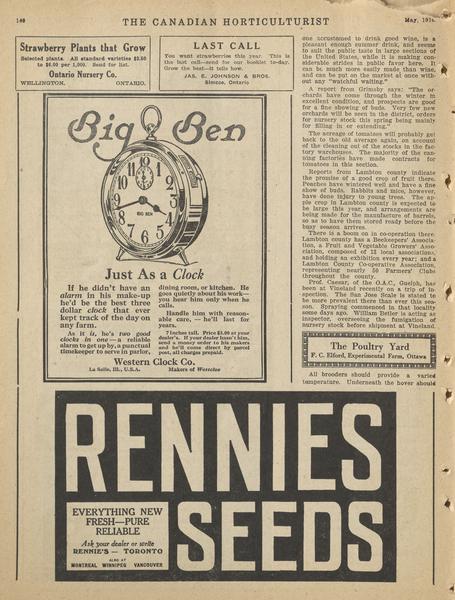 148
THE CANADIAN HORTICULTURIST
May, 1914.
Strawberry Plants that Grow
Selected plants. All standard varieties $3.50
to $6.00 per 1,000. Send for list.
Ontario Nursery Co.
WELLINGTON, ONTARIO.
LAST CALL
You want strawberries this year. This is
the last call—send for our booklet to-day.
Grow the best—it tells how.
JAS. E. JOHNSON & BROS.
Simcoe, Ontario
Big Ben
BIG BEN
Just As a Clock
If he didn't have an
alarm in his make-up
he'd be the best three
dollar clock that ever
kept track of the day on
any farm.
As it is, he's two good
clocks in one—a reliable
alarm to get up by, a punctual
timekeeper to serve in parlor,
dining room, or kitchen. He
goes quietly about his work—
you hear him only when he
calls.
Handle him with reason-
able care,—he'll last for
years.
7 Inches tall. Price $3.00 at your
dealer's. If your dealer hasn't him,
send a money order to his makers
and he'll come direct by parcel
post, all charges prepaid.
Western Clock Co.
La Salle, Ill., U.S.A. Makers of Westclox
one accustomed to drink good wine, is a
pleasant enough summer drink, and seems
to suit the public taste in large sections of
the United States, while it is making con-
siderable strides in public favor here. It
can be much more easily made than wine,
and can be put on the market at once with-
out any "watchful waiting."
A report from Grimsby says: "The or-
chards have come through the winter in
excellent condition, and prospects are good
for a fine showing of buds. Very few new
orchards will be seen in the district, orders
for nursery stock this spring being mainly
for filling in or extending."
The acreage of tomatoes will probably get
back to the old average again, on account
of the cleaning out of the stocks in the fac-
tory warehouses. The majority of the can-
ning factories have made contracts for
tomatoes in this section.
Reports from Lambton county indicate
the promise of a good crop of fruit there.
Peaches have wintered well and have a fine
show of buds. Rabbits and mice, however,
have done injury to young trees. The ap-
ple crop in Lambton county is expected to
be large this year, and arrangements are
being made for the manufacture of barrels,
so as to have them stored ready before the
busy season arrives.
There is a boom on in co-operation there.
Lambton county has a Beekeepers' Associa-
tion, a Fruit and Vegetable Growers' Asso-
ciation, composed of 12 local associations,
and holding an exhibition every year; and a
Lambton County Co-operative Association,
representing nearly 50 Farmers' Clubs
throughout the county.
Prof. Caesar, of the O.A.C., Guelph, has
been at Vineland recently on a trip of in-
spection. The San Jose Scale is stated to
be more prevalent there than ever this sea-
son. Spraying commenced in that locality
some days ago. William Betler is acting as
inspector, overseeing the fumigation of
nursery stock before shipment at Vineland.
The Poultry Yard
F. C. Elford, Experimental Farm, Ottawa
All brooders should provide a varied
temperature. Underneath the hover should
RENNIES
SEEDS
EVERYTHING NEW
FRESH—PURE
RELIABLE
Ask your dealer or write
RENNIE'S — TORONTO
ALSO AT
MONTREAL WINNIPEG VANCOUVER